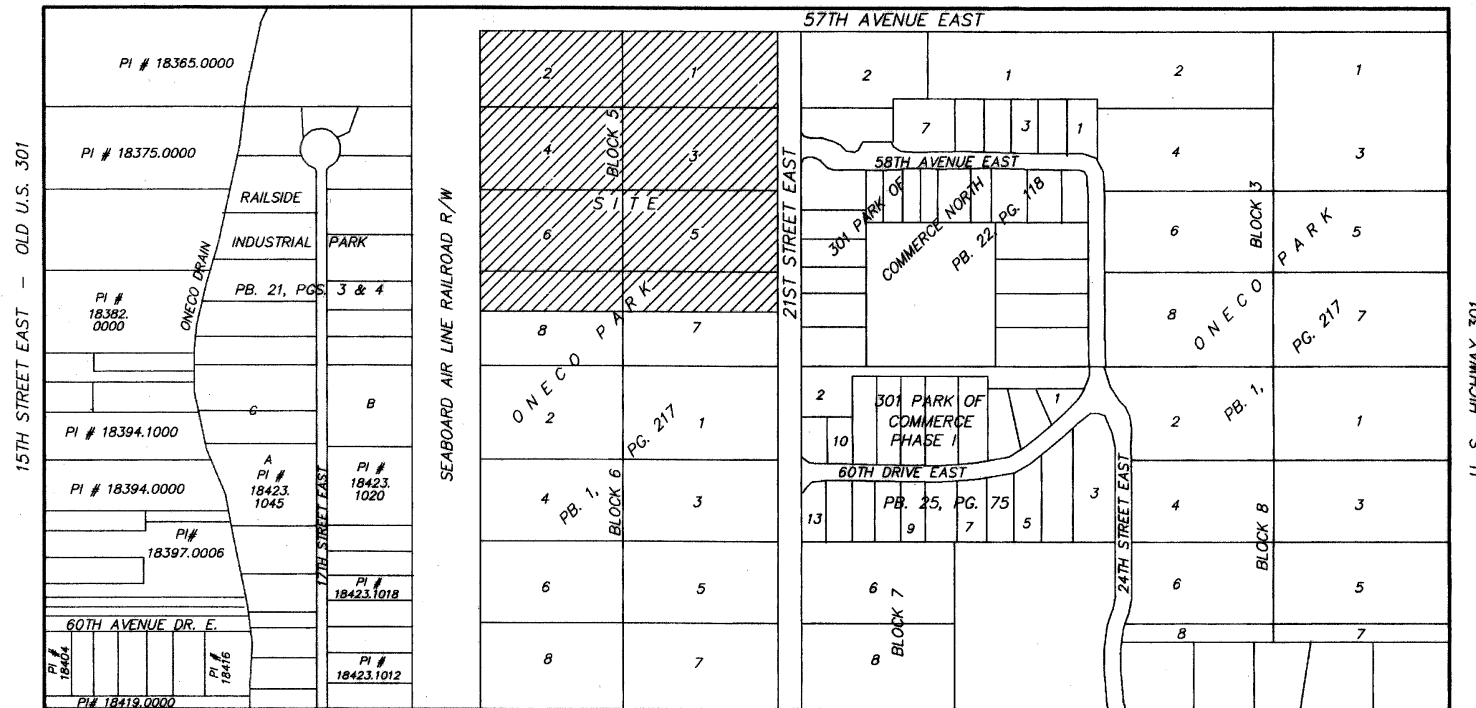 57TH AVENUE EAST
15TH STREET EAST - OLD U.S. 301
PI # 18365.0000
PI # 18375.0000
PI #
18382.
0000
PI # 18394.1000
PI # 18394.0000
PI#
18397.0006
60TH AVENUE DR. E.
PI #
18404
PI #
18416
PI# 18419.0000
ONECO DRAIN
RAILSIDE
INDUSTRIAL PARK
PB. 21, PGS. 3 & 4
C
B
A
PI #
18423.
1045
PI #
18423.
1020
17TH STREET EAST
PI #
18423.1018
PI #
18423.1012
SEABOARD AIR LINE RAILROAD R/W
2
1
BLOCK 5
4
3
SITE
6
5
8
7
ONECO PARK
2
1
PB. 1, PG. 217
4
3
BLOCK 6
6
5
8
7
21ST STREET EAST
2
1
7
3
1
58TH AVENUE EAST
301 PARK OF
COMMERCE NORTH
PB. 22, PG. 118
2
1
301 PARK OF
COMMERCE
PHASE I
10
60TH DRIVE EAST
13
PB. 25, PG. 75
9
7
5
3
6
BLOCK 7
8
24TH STREET EAST
2
1
4
3
BLOCK 3
6
5
ONECO PARK
8
7
PB. 1, PG. 217
2
1
4
3
BLOCK 8
6
5
8
7